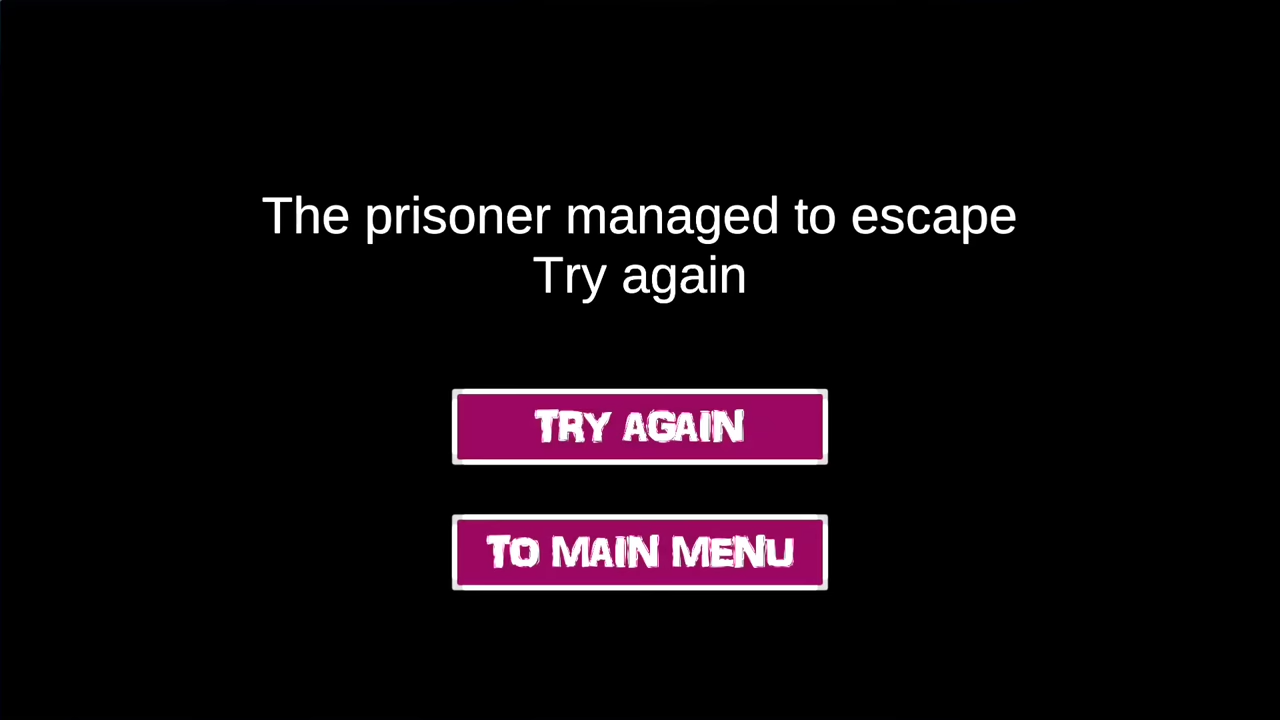 The prisoner managed to escape
Try again
TRY AGAIN
TO MAIN MENU